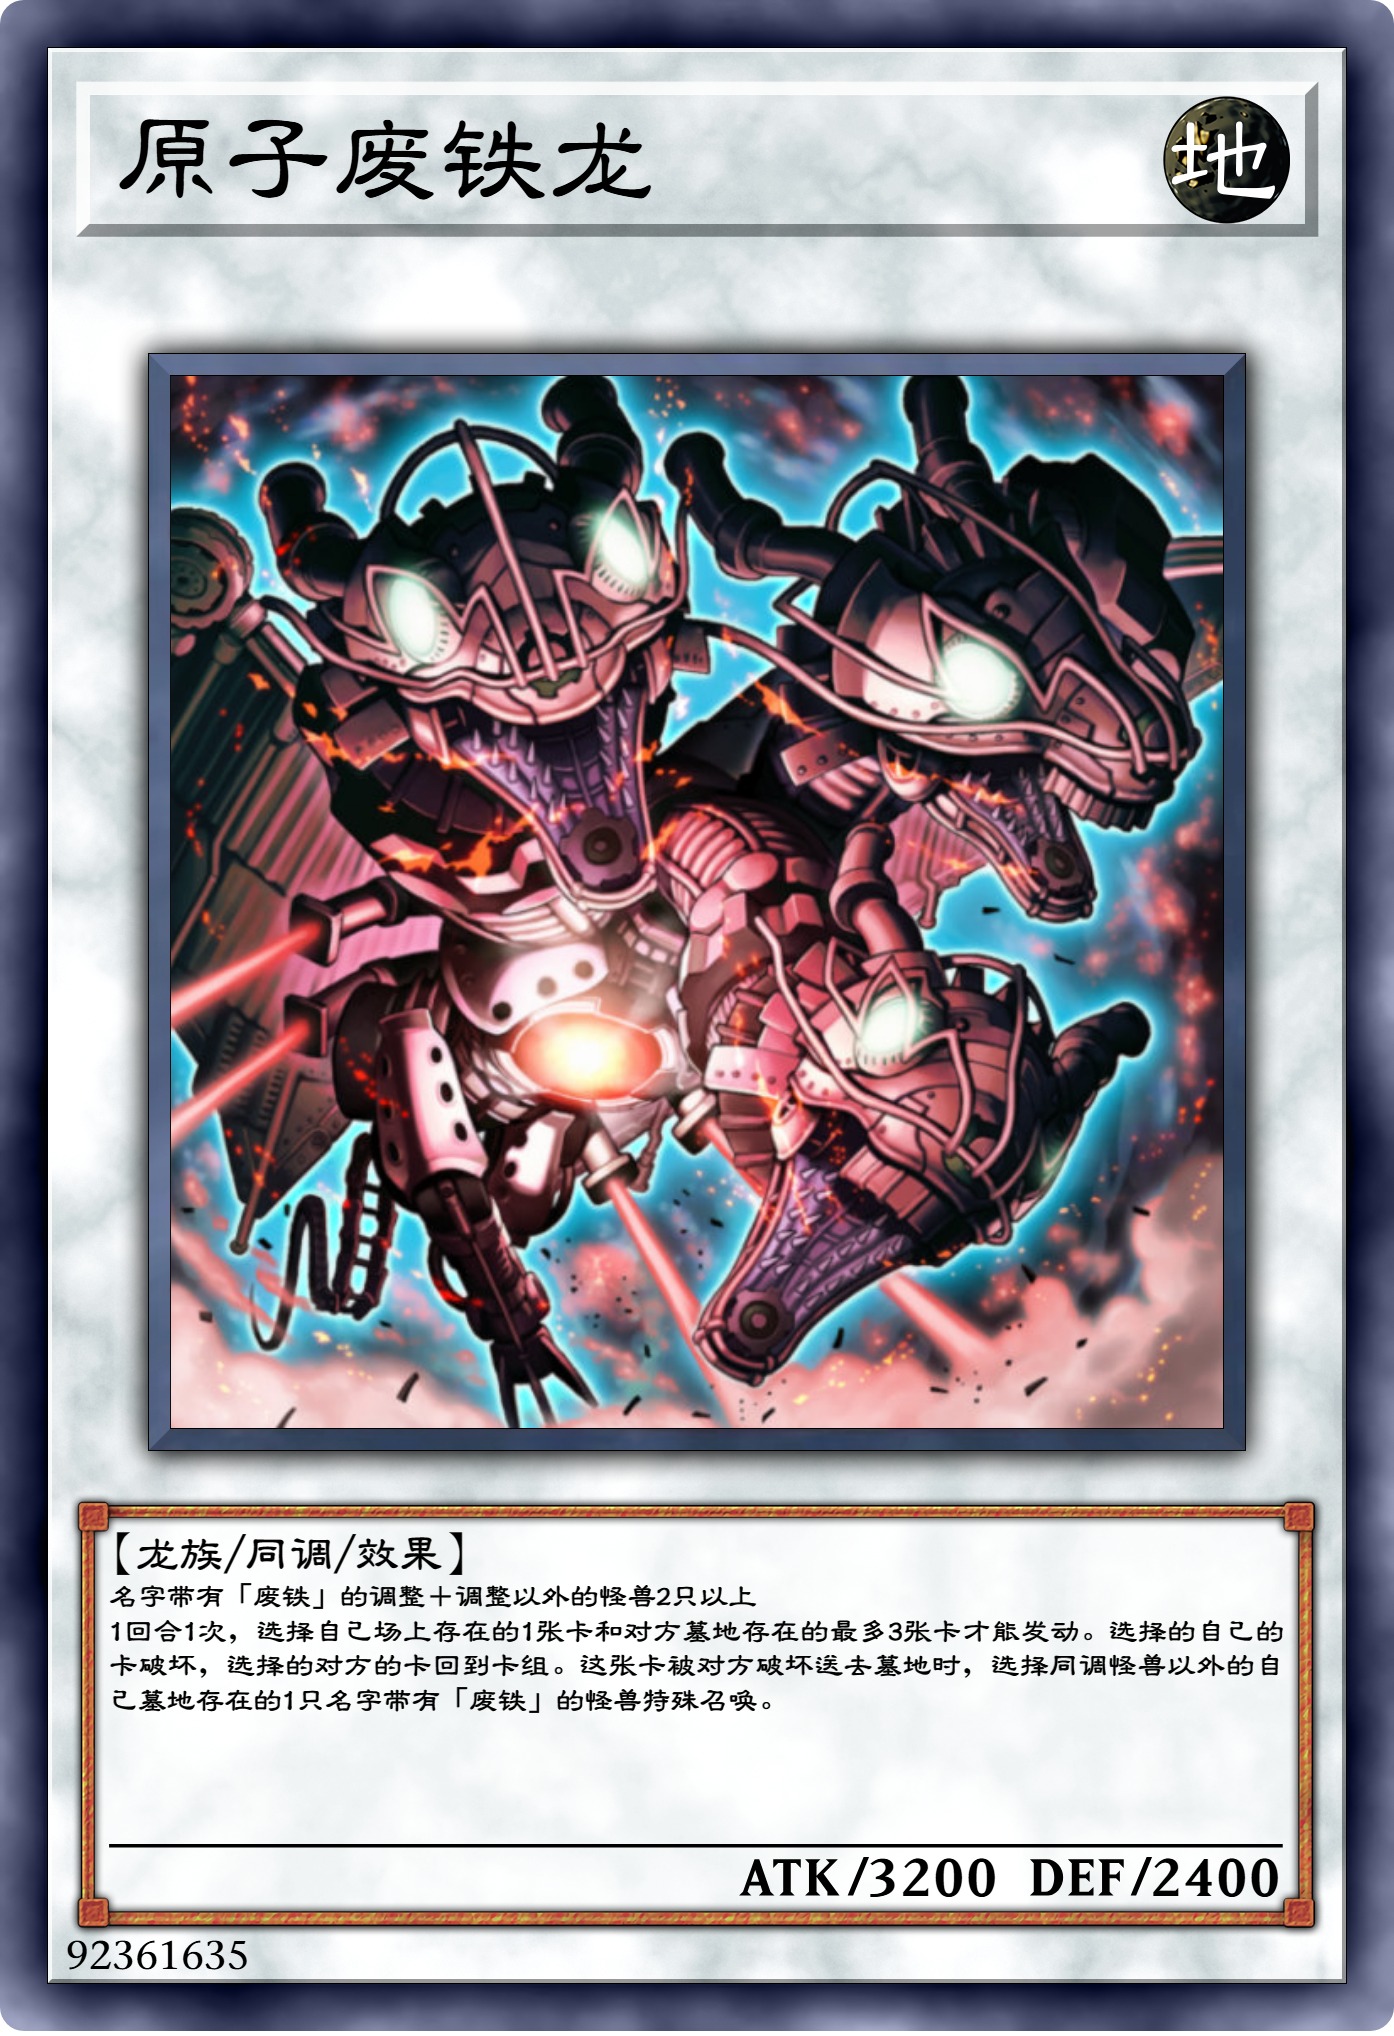 原子废铁龙
地
【龙族/同调/效果】
名字带有「废铁」的调整＋调整以外的怪兽2只以上
1回合1次，选择自己场上存在的1张卡和对方墓地存在的最多3张卡才能发动。选择的自己的
卡破坏，选择的对方的卡回到卡组。这张卡被对方破坏送去墓地时，选择同调怪兽以外的自
己墓地存在的1只名字带有「废铁」的怪兽特殊召唤。
ATK/3200 DEF/2400
92361635